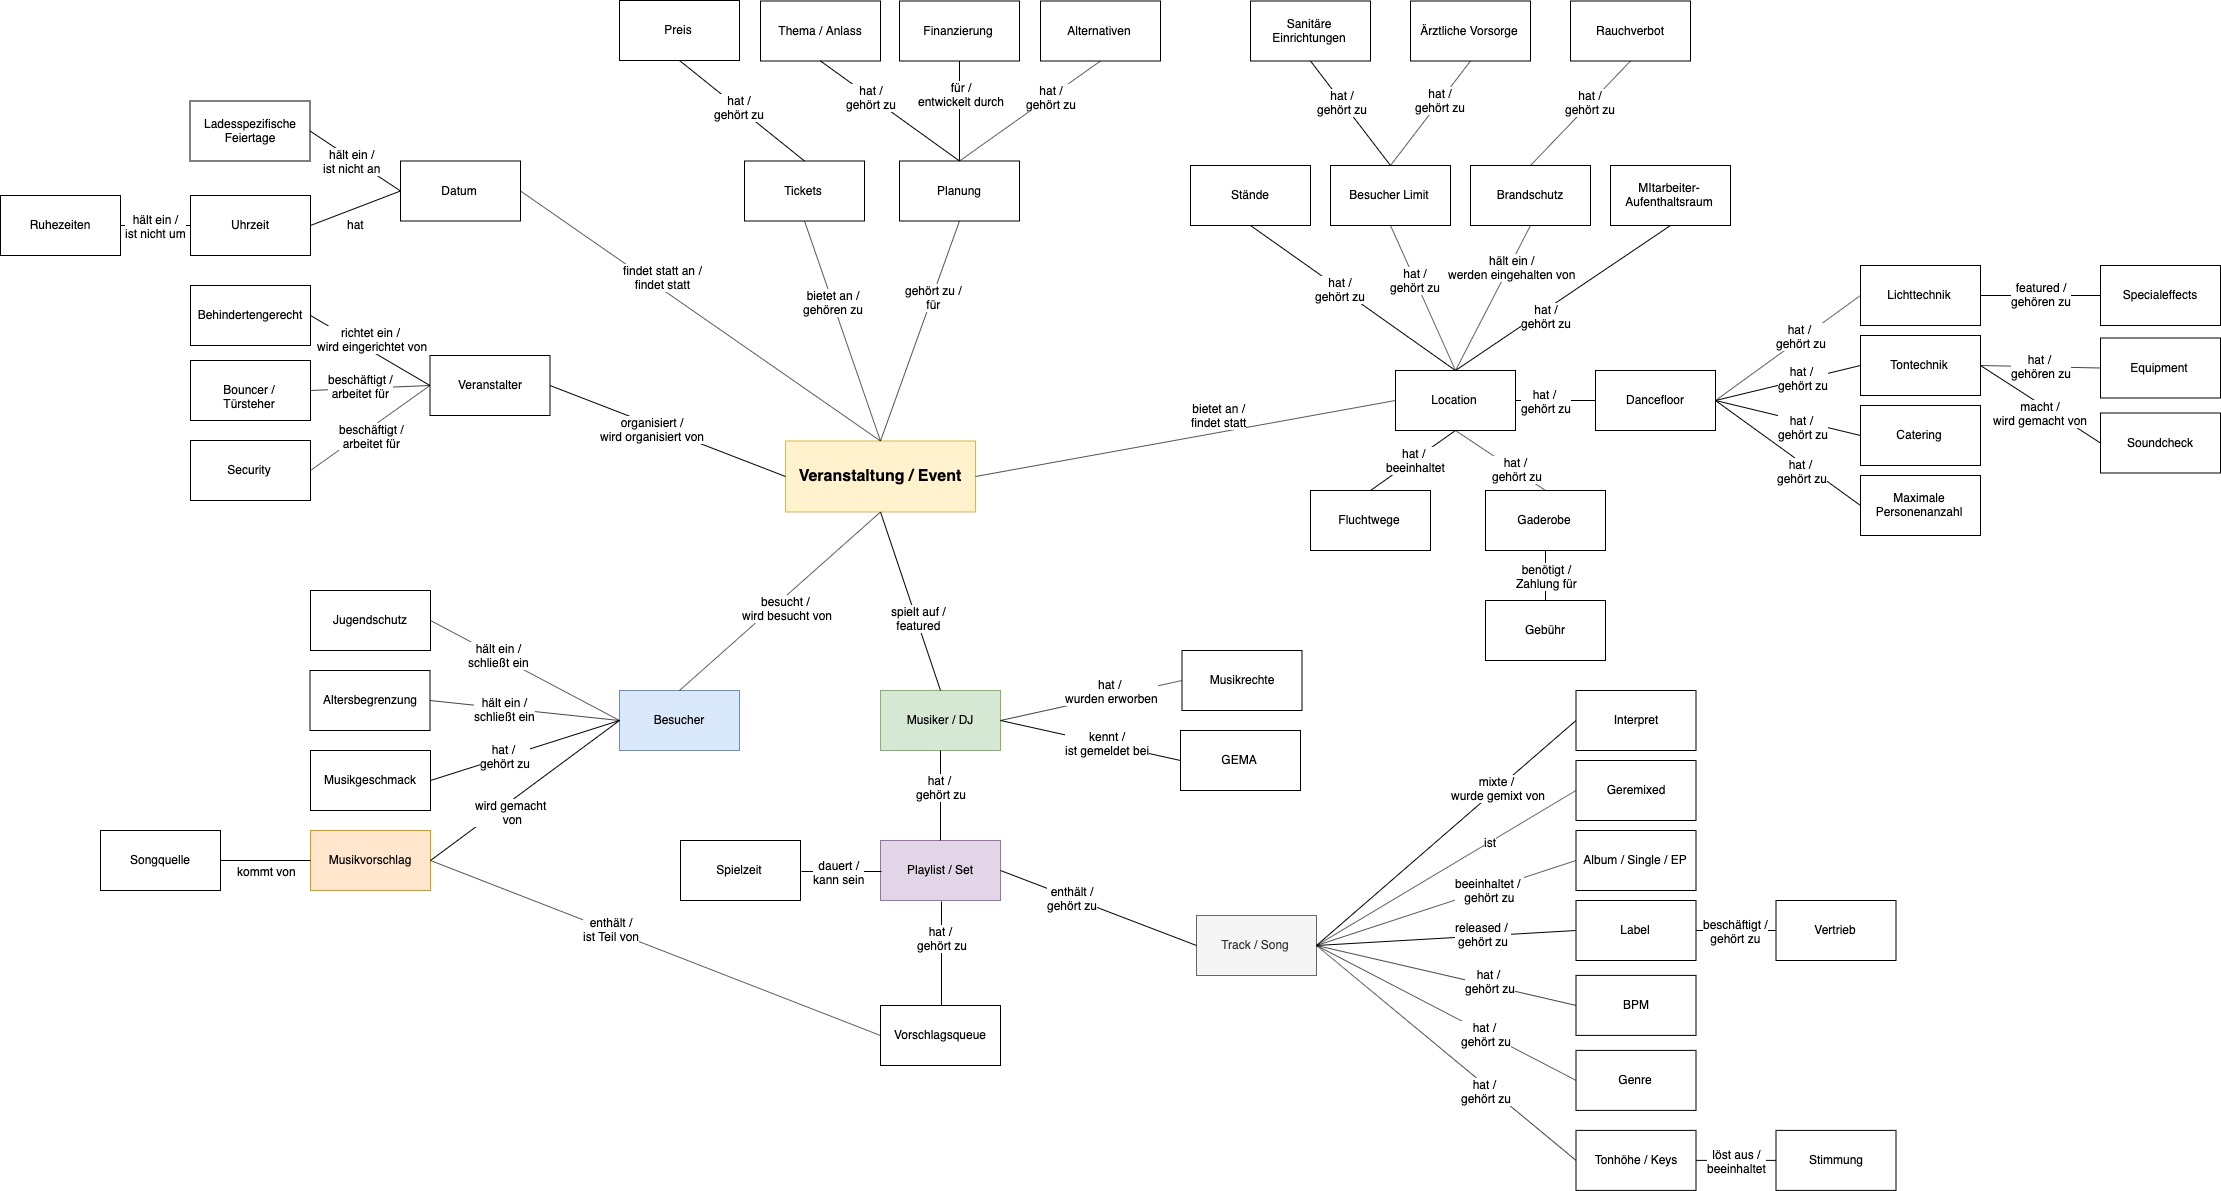 Preis
Thema / Anlass
Finanzierung
Alternativen
Sanitäre
Einrichtungen
Ärztliche Vorsorge
Rauchverbot
hat /
gehört zu
hat /
gehört zu
für /
entwickelt durch
hat /
gehört zu
hat /
gehört zu
hat /
gehört zu
hat /
gehört zu
Ladesspezifische
Feiertage
hält ein /
ist nicht an
Datum
Tickets
Planung
Stände
Besucher Limit
Brandschutz
MItarbeiter-
Aufenthaltsraum
Ruhezeiten
hält ein /
ist nicht um
Uhrzeit
hat
findet statt an /
findet statt
bietet an /
gehören zu
gehört zu /
für
hat /
gehört zu
hat /
gehört zu
hält ein /
werden eingehalten von
hat /
gehört zu
Behindertengerecht
richtet ein /
wird eingerichtet von
Bouncer /
Türsteher
beschäftigt /
arbeitet für
Veranstalter
Security
beschäftigt /
arbeitet für
organisiert /
wird organisiert von
Veranstaltung / Event
bietet an /
findet statt
Location
hat /
gehört zu
Dancefloor
hat /
gehört zu
Lichttechnik
featured /
gehören zu
Specialeffects
hat /
gehört zu
Tontechnik
hat /
gehören zu
Equipment
macht /
wird gemacht von
Soundcheck
hat /
gehört zu
Catering
hat /
gehört zu
Maximale
Personenanzahl
hat /
beeinhaltet
hat /
gehört zu
Fluchtwege
Gaderobe
benötigt /
Zahlung für
Gebühr
besucht /
wird besucht von
spielt auf /
featured
Jugendschutz
hält ein /
schließt ein
Altersbegrenzung
hält ein /
schließt ein
Besucher
Musikgeschmack
hat /
gehört zu
wird gemacht
von
Songquelle
kommt von
Musikvorschlag
enthält /
ist Teil von
Musiker / DJ
hat /
wurden erworben
Musikrechte
kennt /
ist gemeldet bei
GEMA
hat /
gehört zu
Spielzeit
dauert /
kann sein
Playlist / Set
enthält /
gehört zu
hat /
gehört zu
Vorschlagsqueue
Track / Song
mixte /
wurde gemixt von
Interpret
ist
Geremixed
beeinhaltet /
gehört zu
Album / Single / EP
released /
gehört zu
Label
beschäftigt /
gehört zu
Vertrieb
hat /
gehört zu
BPM
hat /
gehört zu
Genre
hat /
gehört zu
Tonhöhe / Keys
löst aus /
beeinhaltet
Stimmung